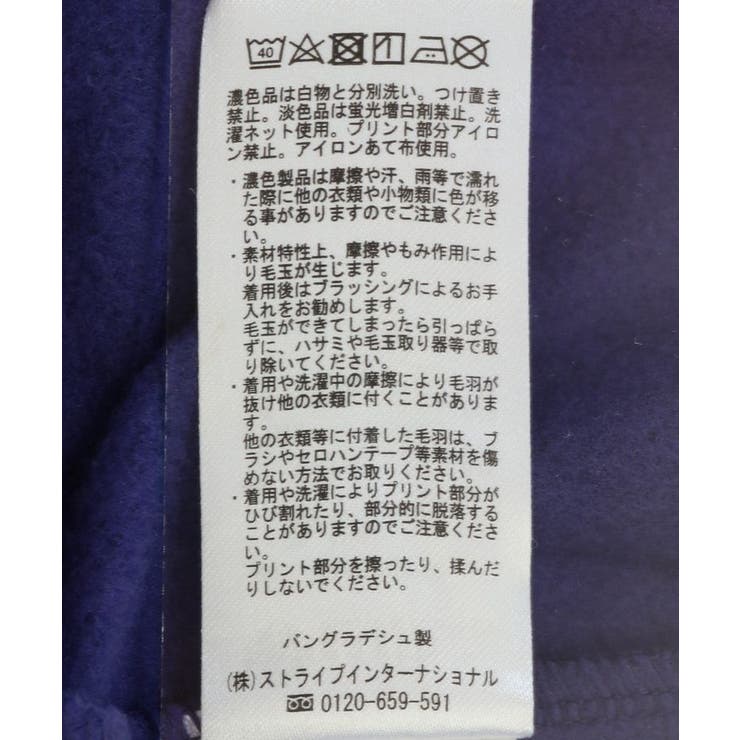 40
濃色品は白物と分別洗い。つけ置き
禁止。淡色品は蛍光増白剤禁止。洗
濯ネット使用。プリント部分アイロ
ン禁止。アイロンあて布使用。
・濃色製品は摩擦や汗、雨等で濡れ
た際に他の衣類や小物類に色が移
る事がありますのでご注意くださ
い。
・素材特性上、摩擦やもみ作用によ
り毛玉が生じます。
着用後はブラッシングによるお手
入れをお勧めします。
毛玉ができてしまったら引っぱら
ずに、ハサミや毛玉取り器等で取
り除いてください。
・着用や洗濯中の摩擦により毛羽が
抜け他の衣類に付くことがありま
す。
他の衣類等に付着した毛羽は、ブ
ラシやセロハンテープ等素材を傷
めない方法でお取りください。
・着用や洗濯によりプリント部分が
ひび割れたり、部分的に脱落する
ことがありますのでご注意くださ
い。
プリント部分を擦ったり、揉んだ
りしないでください。
バングラデシュ製
(株)ストライプインターナショナル
0120-659-591